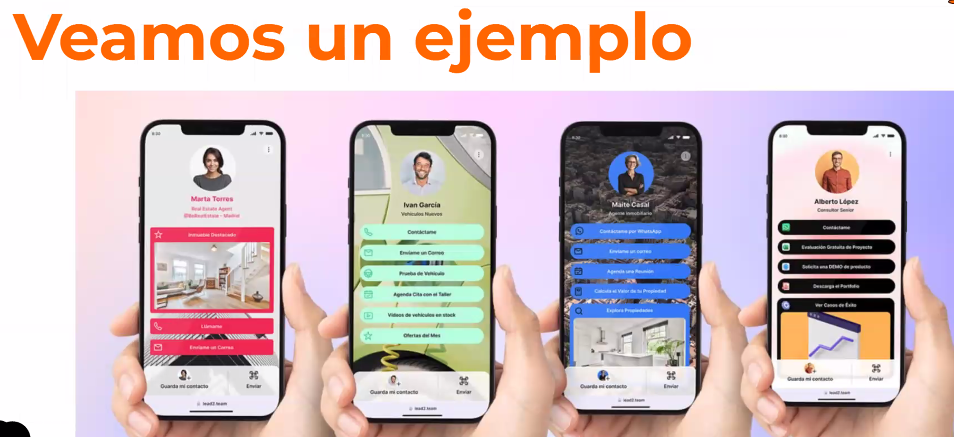 Veamos un ejemplo
Marta Torres
Real Estate Agent
Inmueble Destacado
Llámame
Envíame un Correo
Guarda mi contacto
Enviar
lead2.team
Ivan García
Vehículos Nuevos
Contáctame
Envíame un Correo
Prueba de Vehículo
Agenda Cita con el Taller
Vídeos de vehículos en stock
Ofertas del Mes
Guarda mi contacto
Enviar
lead2.team
Maite Casal
Agente Inmobiliario
Contáctame por WhatsApp
Envíame un correo
Agenda una Reunión
Calcula el Valor de tu Propiedad
Explora Propiedades
Guarda mi contacto
Enviar
lead2.team
Alberto López
Consultor Senior
Contáctame
Evaluación Gratuita de Proyecto
Solicita una DEMO de producto
Descarga el Portfolio
Ver Casos de Éxito
Guarda mi contacto
Enviar
lead2.team